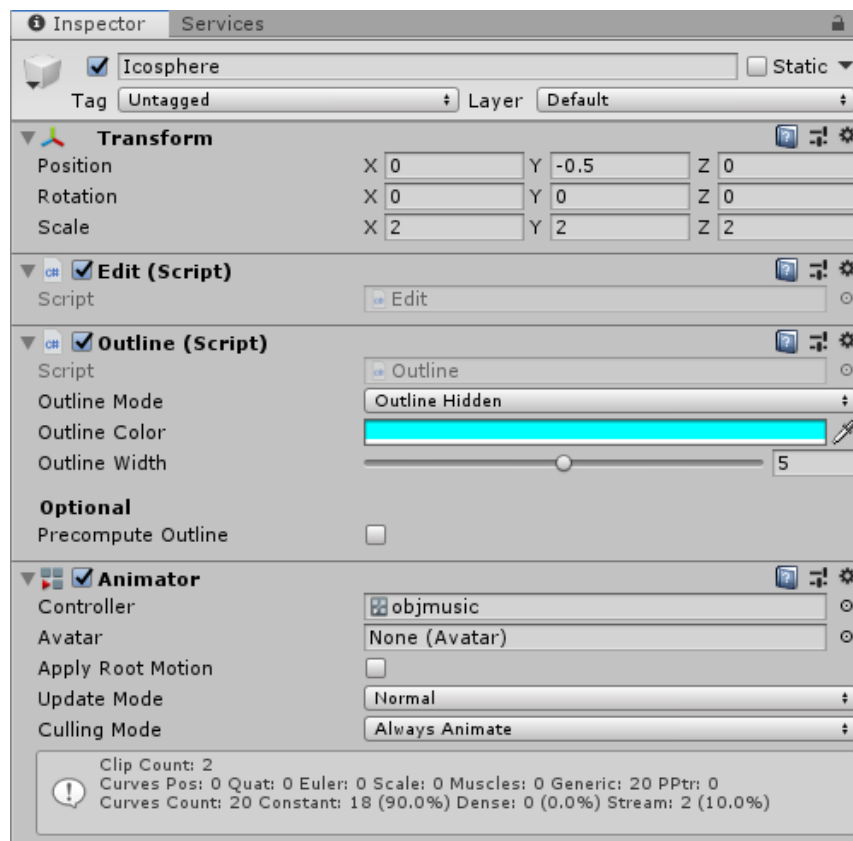 Inspector Services
Icosphere Static
Tag Untagged Layer Default
Transform
Position X 0 Y -0.5 Z 0
Rotation X 0 Y 0 Z 0
Scale X 2 Y 2 Z 2
c# Edit (Script)
Script Edit
c# Outline (Script)
Script Outline
Outline Mode Outline Hidden
Outline Color
Outline Width 5
Optional
Precompute Outline
Animator
Controller objmusic
Avatar None (Avatar)
Apply Root Motion
Update Mode Normal
Culling Mode Always Animate
Clip Count: 2
Curves Pos: 0 Quat: 0 Euler: 0 Scale: 0 Muscles: 0 Generic: 20 PPtr: 0
Curves Count: 20 Constant: 18 (90.0%) Dense: 0 (0.0%) Stream: 2 (10.0%)